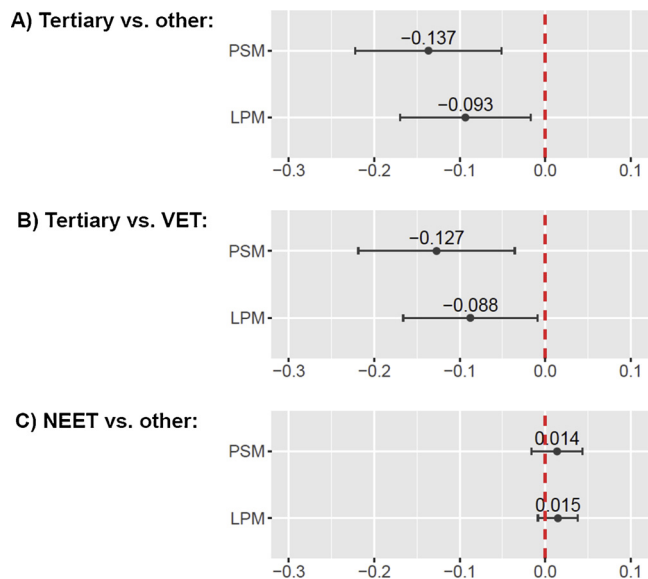 A) Tertiary vs. other:
−0.137
PSM
−0.093
LPM
−0.3 −0.2 −0.1 0.0 0.1
B) Tertiary vs. VET:
−0.127
PSM
−0.088
LPM
−0.3 −0.2 −0.1 0.0 0.1
C) NEET vs. other:
0.014
PSM
0.015
LPM
−0.3 −0.2 −0.1 0.0 0.1